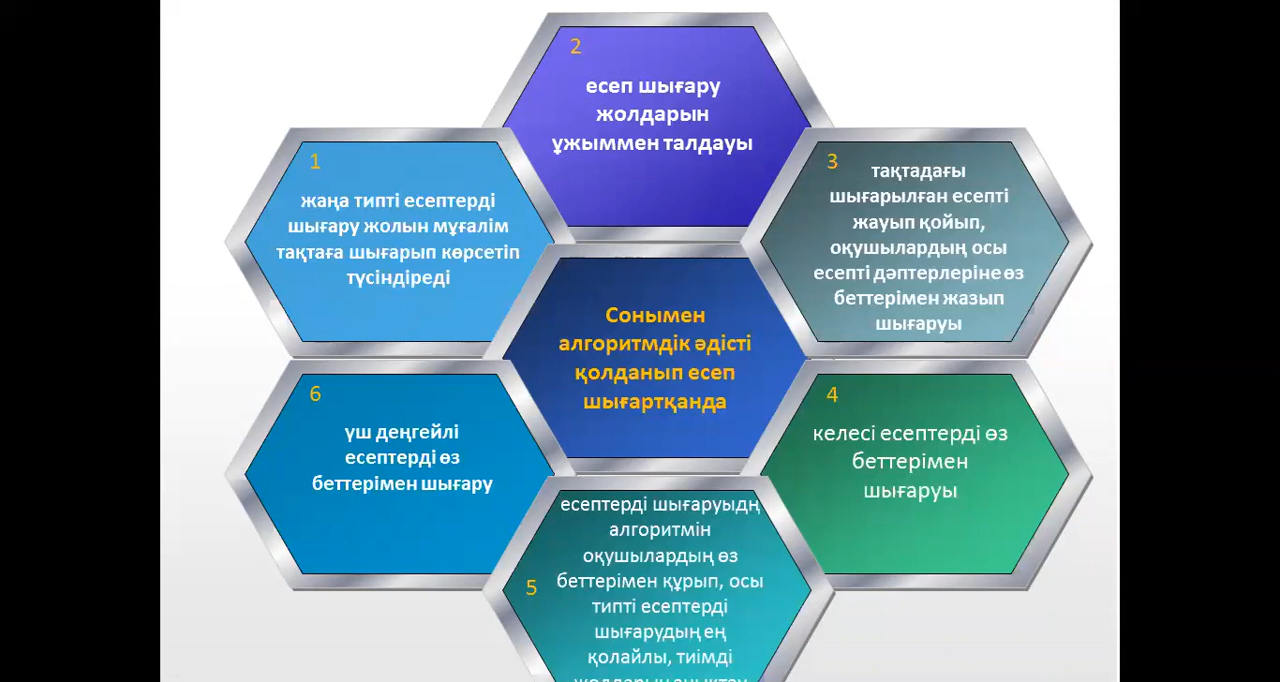 2
есеп шығару
жолдарын
ұжыммен талдауы
1
жаңа типті есептерді
шығару жолын мұғалім
тақтаға шығарып көрсетіп
түсіндіреді
3
тақтадағы
шығарылған есепті
жауып қойып,
оқушылардың осы
есепті дәптерлеріне өз
беттерімен жазып
шығаруы
Сонымен
алгоритмдік әдісті
қолданып есеп
шығартқанда
6
үш деңгейлі
есептерді өз
беттерімен шығару
4
келесі есептерді өз
беттерімен
шығаруы
5
есептерді шығаруыдң
алгоритмін
оқушылардың өз
беттерімен құрып, осы
типті есептерді
шығарудың ең
қолайлы, тиімді